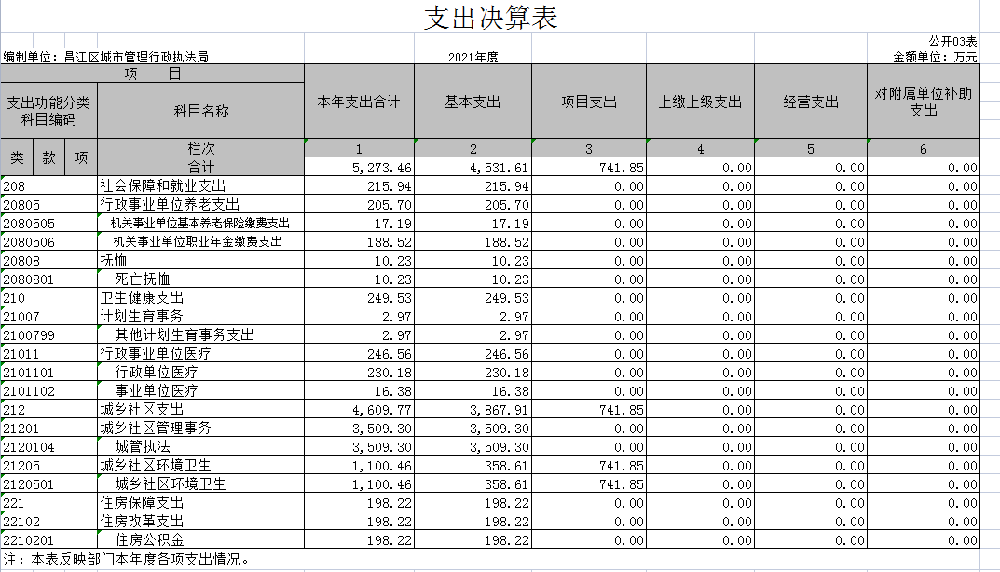 支出决算表
公开03表
编制单位：昌江区城市管理行政执法局 2021年度 金额单位：万元
项 目 本年支出合计 基本支出 项目支出 上缴上级支出 经营支出 对附属单位补助支出
支出功能分类科目编码 科目名称
类 款 项 栏次 1 2 3 4 5 6
合计 5,273.46 4,531.61 741.85 0.00 0.00 0.00
208 社会保障和就业支出 215.94 215.94 0.00 0.00 0.00 0.00
20805 行政事业单位养老支出 205.70 205.70 0.00 0.00 0.00 0.00
2080505 机关事业单位基本养老保险缴费支出 17.19 17.19 0.00 0.00 0.00 0.00
2080506 机关事业单位职业年金缴费支出 188.52 188.52 0.00 0.00 0.00 0.00
20808 抚恤 10.23 10.23 0.00 0.00 0.00 0.00
2080801 死亡抚恤 10.23 10.23 0.00 0.00 0.00 0.00
210 卫生健康支出 249.53 249.53 0.00 0.00 0.00 0.00
21007 计划生育事务 2.97 2.97 0.00 0.00 0.00 0.00
2100799 其他计划生育事务支出 2.97 2.97 0.00 0.00 0.00 0.00
21011 行政事业单位医疗 246.56 246.56 0.00 0.00 0.00 0.00
2101101 行政单位医疗 230.18 230.18 0.00 0.00 0.00 0.00
2101102 事业单位医疗 16.38 16.38 0.00 0.00 0.00 0.00
212 城乡社区支出 4,609.77 3,867.91 741.85 0.00 0.00 0.00
21201 城乡社区管理事务 3,509.30 3,509.30 0.00 0.00 0.00 0.00
2120104 城管执法 3,509.30 3,509.30 0.00 0.00 0.00 0.00
21205 城乡社区环境卫生 1,100.46 358.61 741.85 0.00 0.00 0.00
2120501 城乡社区环境卫生 1,100.46 358.61 741.85 0.00 0.00 0.00
221 住房保障支出 198.22 198.22 0.00 0.00 0.00 0.00
22102 住房改革支出 198.22 198.22 0.00 0.00 0.00 0.00
2210201 住房公积金 198.22 198.22 0.00 0.00 0.00 0.00
注：本表反映部门本年度各项支出情况。